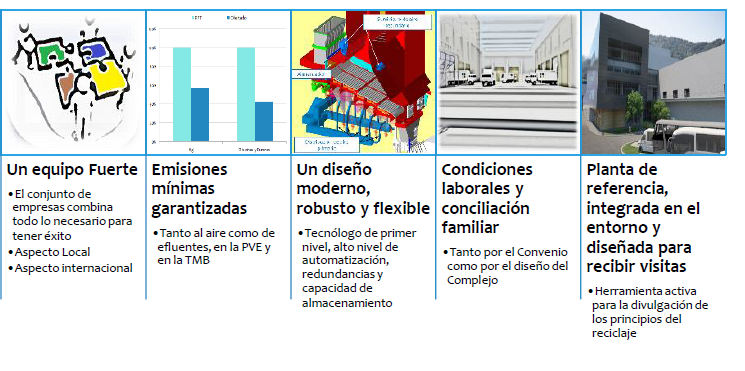 Un equipo Fuerte
•El conjunto de
empresas combina
todo lo necesario para
tener éxito
•Aspecto Local
•Aspecto internacional
Emisiones
mínimas
garantizadas
•Tanto al aire como de
efluentes, en la PVE y
en la TMB
Un diseño
moderno,
robusto y flexible
•Tecnólogo de primer
nivel, alto nivel de
automatización,
redundancias y
capacidad de
almacenamiento
Condiciones
laborales y
conciliación
familiar
•Tanto por el Convenio
como por el diseño del
Complejo
Planta de
referencia,
integrada en el
entorno y
diseñada para
recibir visitas
•Herramienta activa
para la divulgación de
los principios del
reciclaje